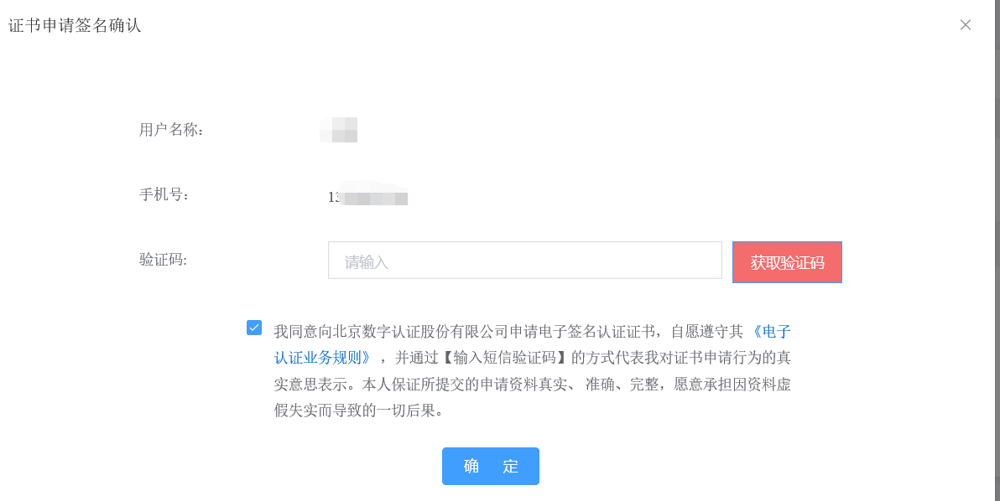 证书申请签名确认
用户名称:
手机号:
13
验证码:
请输入
获取验证码
我同意向北京数字认证股份有限公司申请电子签名认证证书，自愿遵守其《电子
认证业务规则》，并通过【输入短信验证码】的方式代表我对证书申请行为的真
实意思表示。本人保证所提交的申请资料真实、准确、完整，愿意承担因资料虚
假失实而导致的一切后果。
确 定